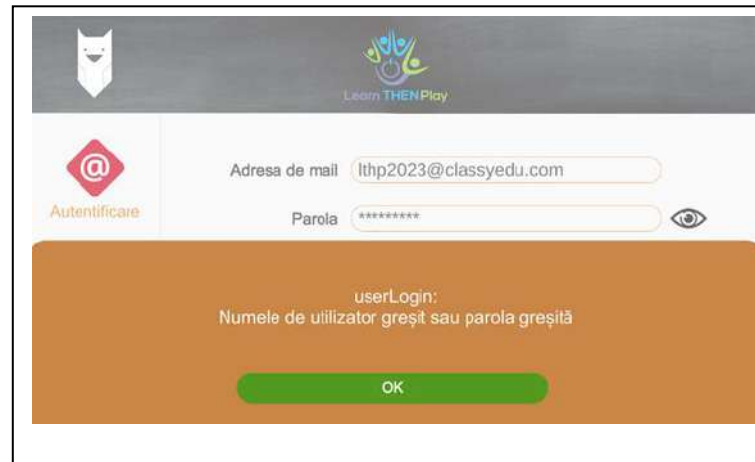 Learn THEN Play
Adresa de mail lthp2023@classyedu.com
Autentificare
Parola *********
userLogin:
Numele de utilizator greșit sau parola greșită
OK